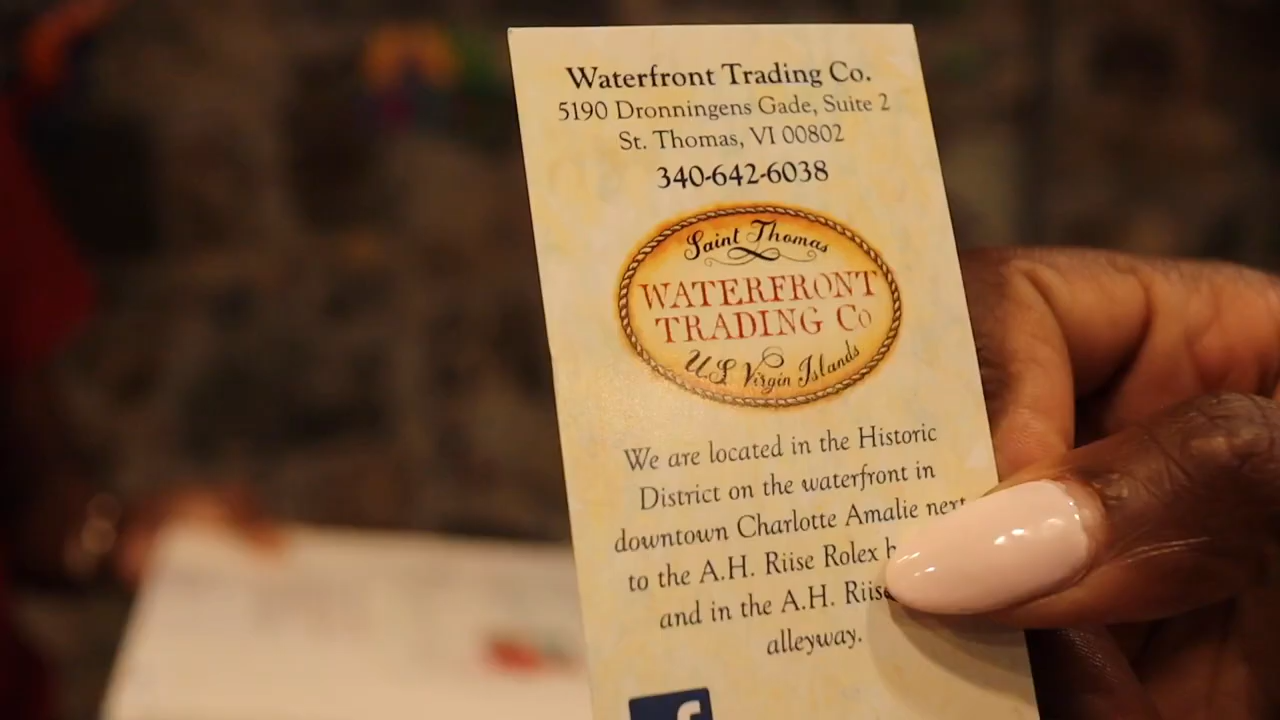 Waterfront Trading Co.
5190 Dronningens Gade, Suite 2
St. Thomas, VI 00802
340-642-6038
Saint Thomas
WATERFRONT
TRADING Co
US Virgin Islands
We are located in the Historic
District on the waterfront in
downtown Charlotte Amalie next
to the A.H. Riise Rolex
and in the A.H. Riise
alleyway.
f